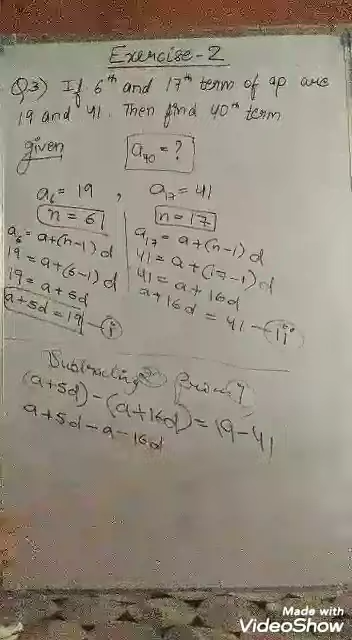 Exercise-2
Q3) If 6th and 17th term of ap are
19 and 41. Then find 40th term
given
a40 = ?
a6 = 19 , a17 = 41
n = 6
a6 = a+(n-1) d
19 = a+(6-1) d
19 = a+5d
a+5d = 19 - i
n = 17
a17 = a+(n-1) d
41 = a+(17-1) d
41 = a+16d
a+16d = 41 - ii
Subtracting from
(a+5d) - (a+16d) = 19-41
a+5d - a - 16d
Made with
VideoShow